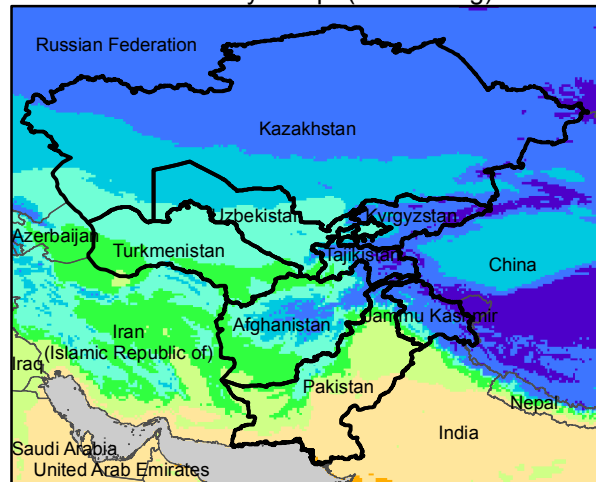 Russian Federation
Kazakhstan
Uzbekistan
Kyrgyzstan
Azerbaijan
Turkmenistan
Tajikistan
China
Afghanistan
Jammu Kashmir
Iran
(Islamic Republic of)
Iraq
Pakistan
Nepal
India
Saudi Arabia
United Arab Emirates